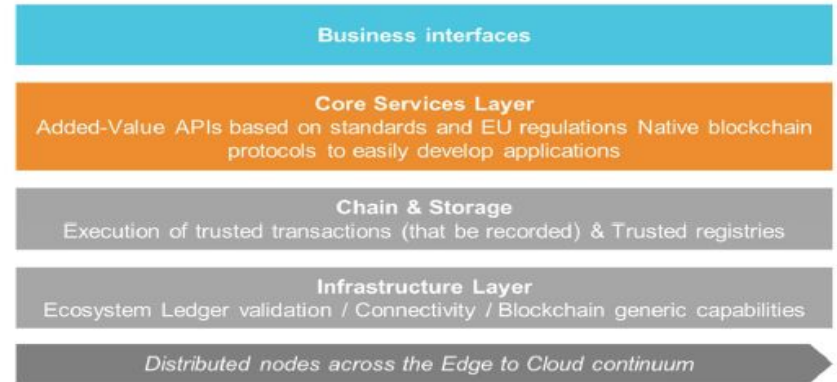 Business interfaces
Core Services Layer
Added-Value APIs based on standards and EU regulations Native blockchain
protocols to easily develop applications
Chain & Storage
Execution of trusted transactions (that be recorded) & Trusted registries
Infrastructure Layer
Ecosystem Ledger validation / Connectivity / Blockchain generic capabilities
Distributed nodes across the Edge to Cloud continuum